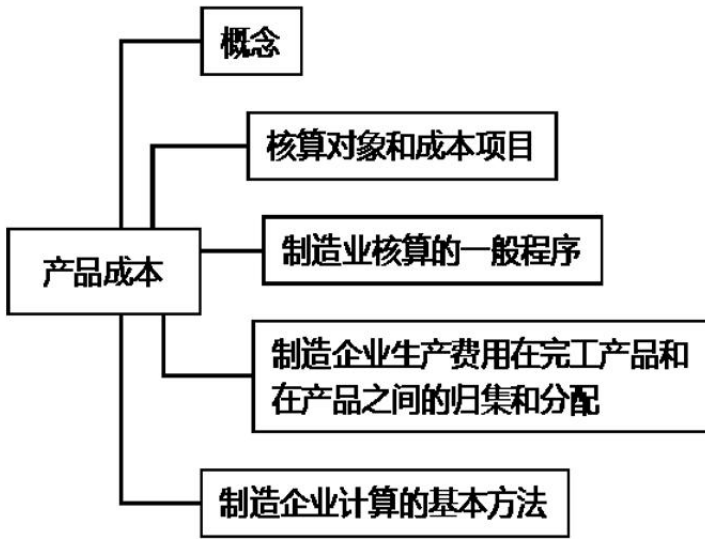 概念
核算对象和成本项目
产品成本
制造业核算的一般程序
制造企业生产费用在完工产品和
在产品之间的归集和分配
制造企业计算的基本方法